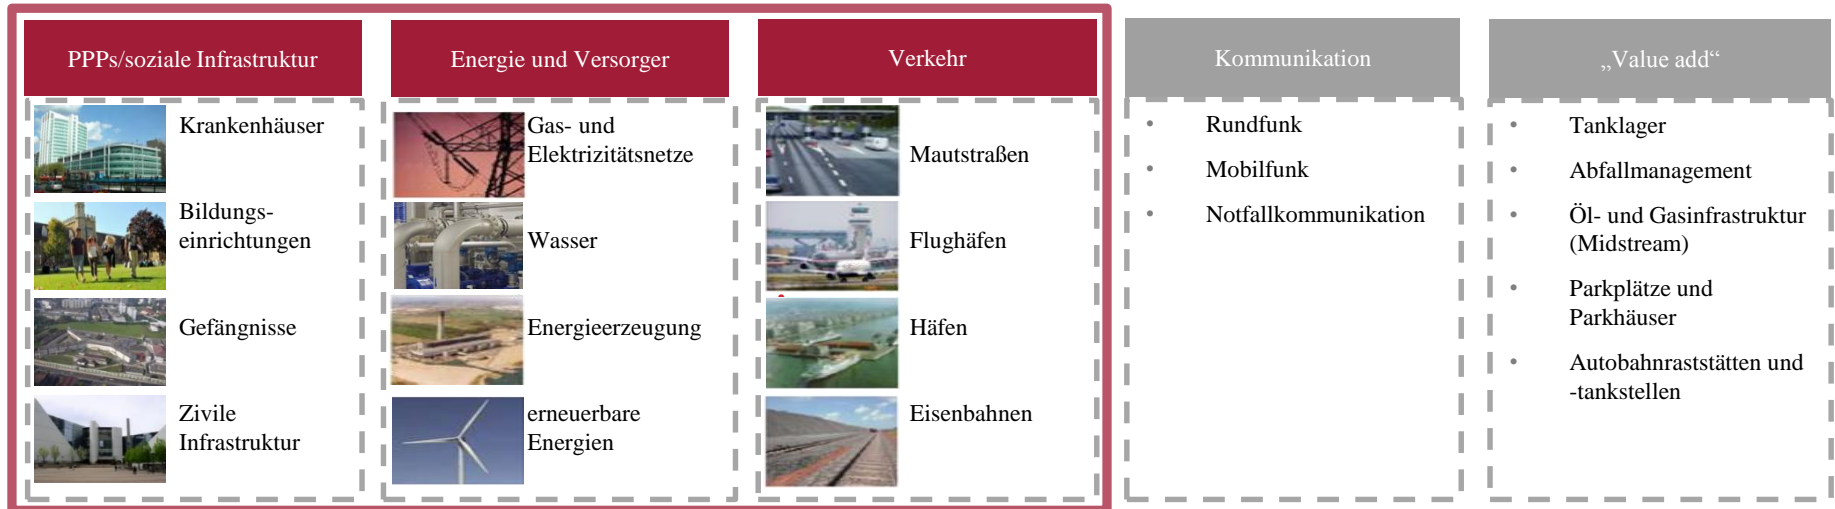 PPPs/soziale Infrastruktur
Krankenhäuser
Bildungs-
einrichtungen
Gefängnisse
Zivile
Infrastruktur
Energie und Versorger
Gas- und
Elektrizitätsnetze
Wasser
Energieerzeugung
erneuerbare
Energien
Verkehr
Mautstraßen
Flughäfen
Häfen
Eisenbahnen
Kommunikation
• Rundfunk
• Mobilfunk
• Notfallkommunikation
„Value add“
• Tanklager
• Abfallmanagement
• Öl- und Gasinfrastruktur
(Midstream)
• Parkplätze und
Parkhäuser
• Autobahnraststätten und
-tankstellen